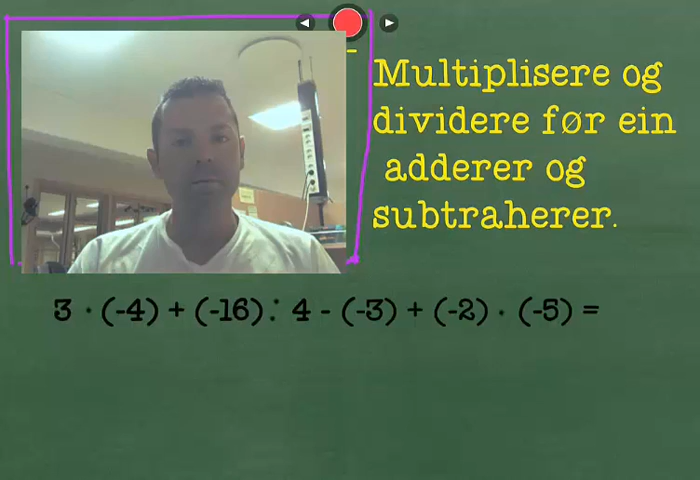 Multiplisere og
dividere før ein
adderer og
subtraherer.
3 · (-4) + (-16) : 4 - (-3) + (-2) · (-5) =